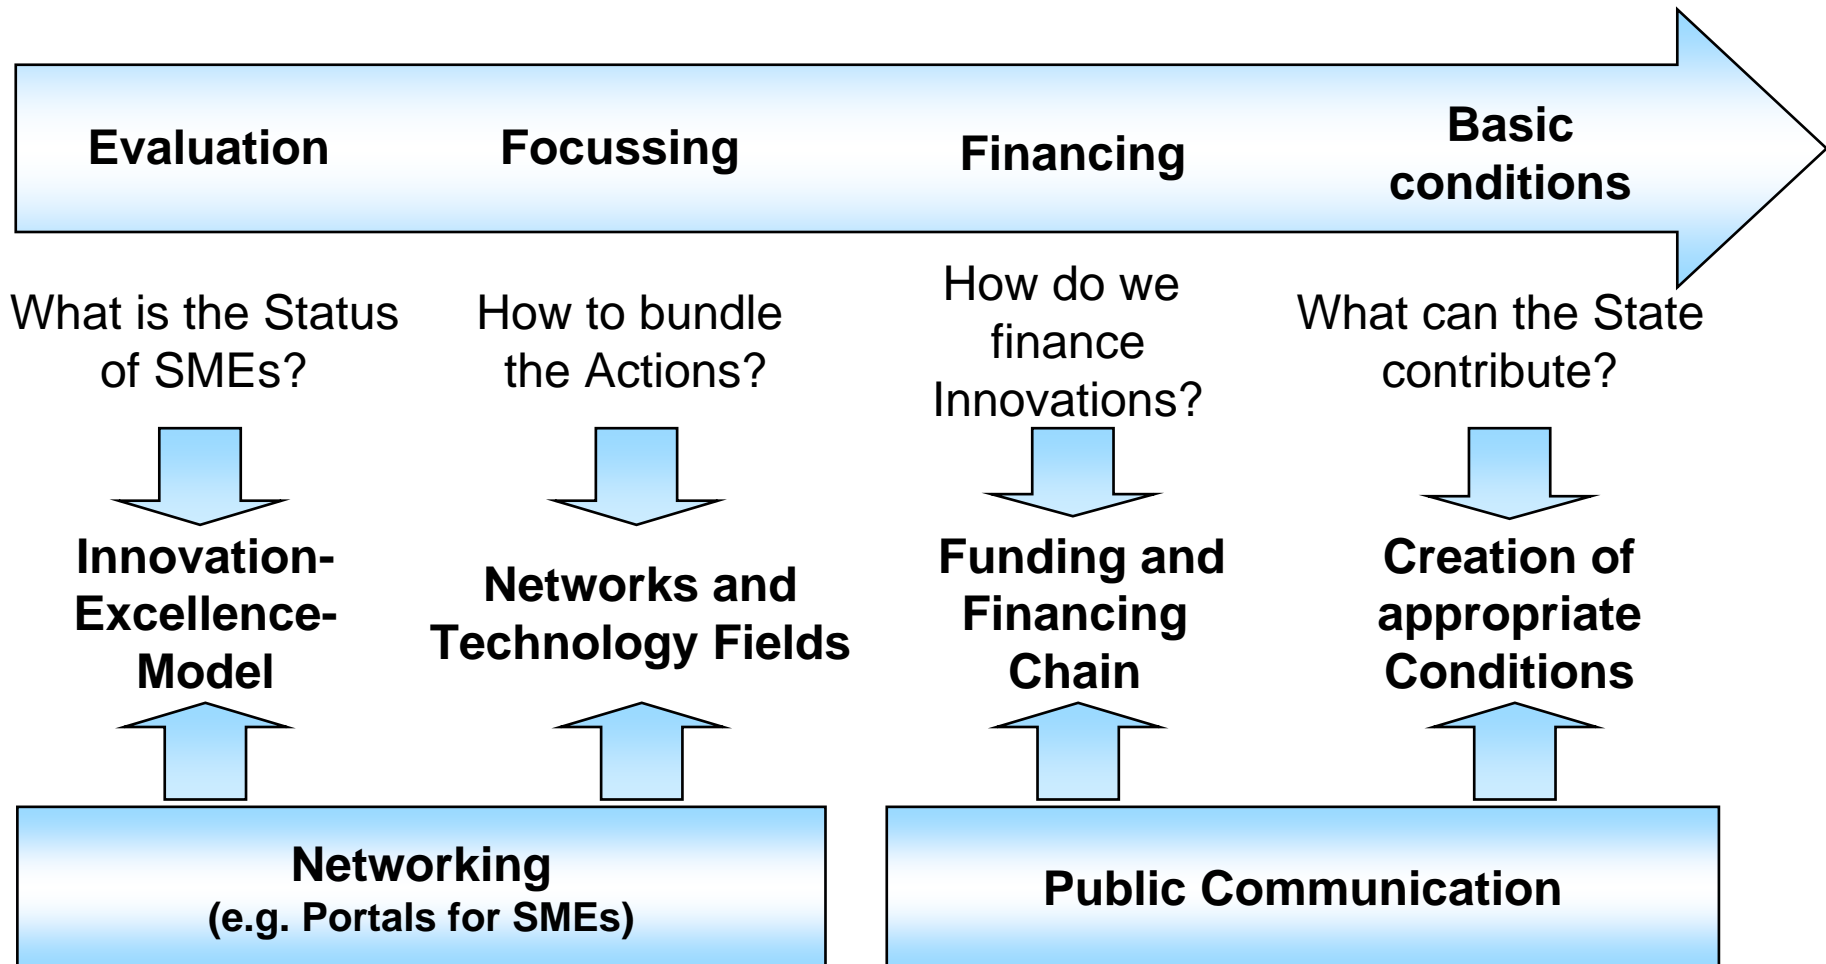 Evaluation
Focussing
Financing
Basic
conditions
What is the Status
of SMEs?
How to bundle
the Actions?
How do we
finance
Innovations?
What can the State
contribute?
Innovation-
Excellence-
Model
Networks and
Technology Fields
Funding and
Financing
Chain
Creation of
appropriate
Conditions
Networking
(e.g. Portals for SMEs)
Public Communication